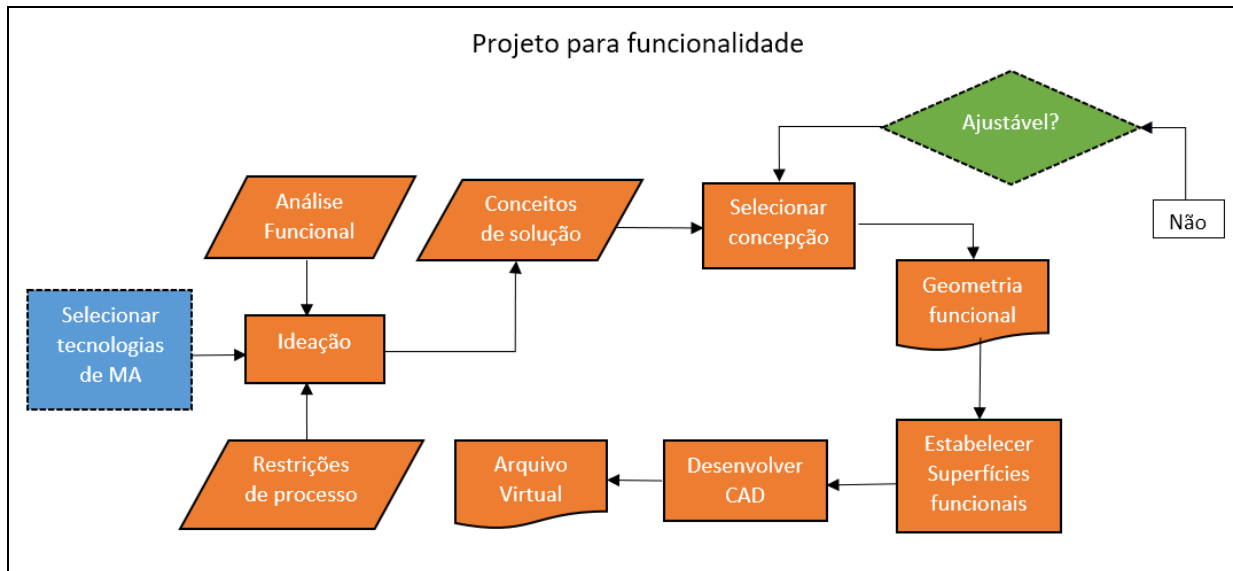 Projeto para funcionalidade
Ajustável?
Não
Análise
Funcional
Conceitos
de solução
Selecionar
concepção
Geometria
funcional
Selecionar
tecnologias
de MA
Ideação
Restrições
de processo
Arquivo
Virtual
Desenvolver
CAD
Estabelecer
Superfícies
funcionais